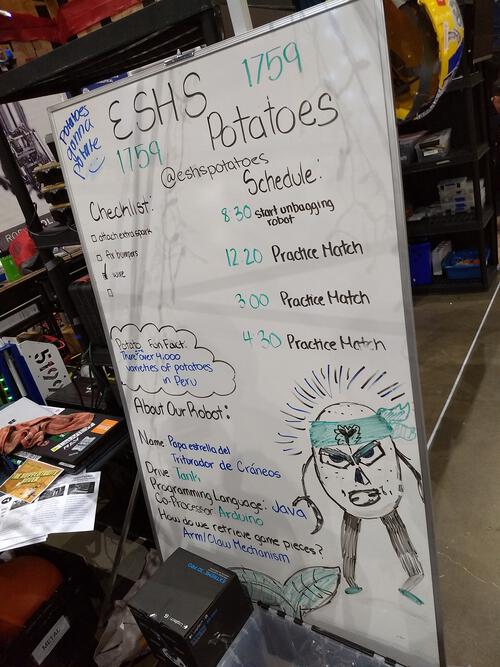 potatoes
gonna
potate
ESHS
1759
Potatoes
1759
@eshspotatoes
Checklist:
attach extra spark
fix bumpers
wire
Schedule:
8:30 start unbagging
robot
12:20 Practice Match
3:00 Practice Match
4:30 Practice Match
Potato Fun Fact:
There over 4,000
varieties of potatoes
in Peru
About Our Robot:
Name Papa estrella del
Triturador de Cráneos
Drive Tank
Programming Language: Java
Co-Processor Arduino
How do we retrieve game pieces?
Arm/Claw Mechanism
5199
METAL